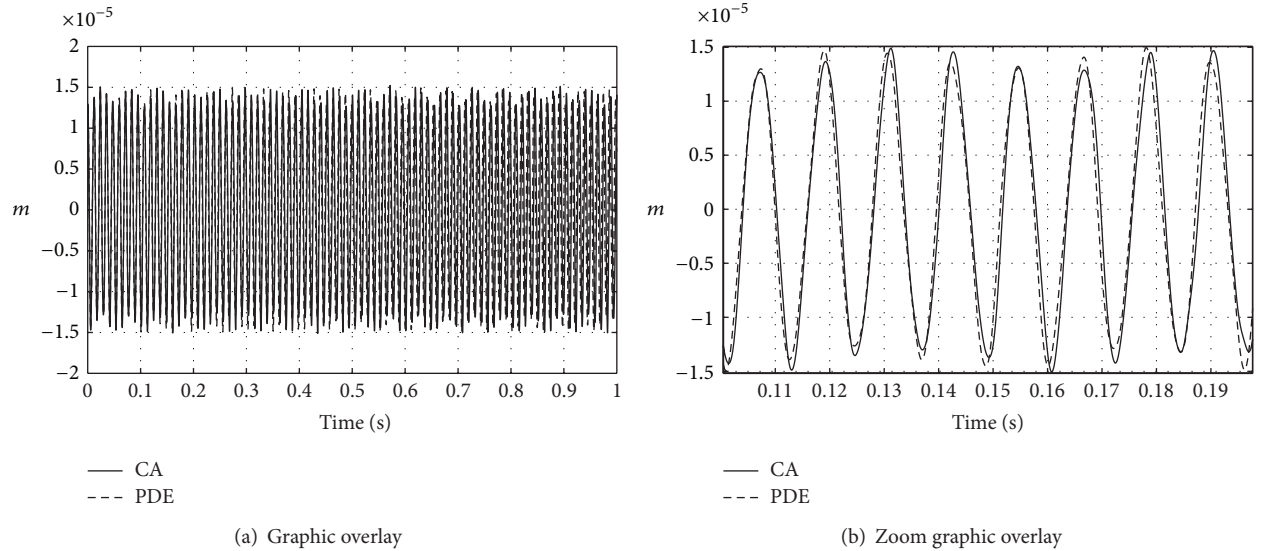 ×10⁻⁵
2
1.5
1
0.5
0
−0.5
−1
−1.5
−2
m
0 0.1 0.2 0.3 0.4 0.5 0.6 0.7 0.8 0.9 1
Time (s)
CA
PDE
(a) Graphic overlay
×10⁻⁵
1.5
1
0.5
0
−0.5
−1
−1.5
m
0.11 0.12 0.13 0.14 0.15 0.16 0.17 0.18 0.19
Time (s)
CA
PDE
(b) Zoom graphic overlay